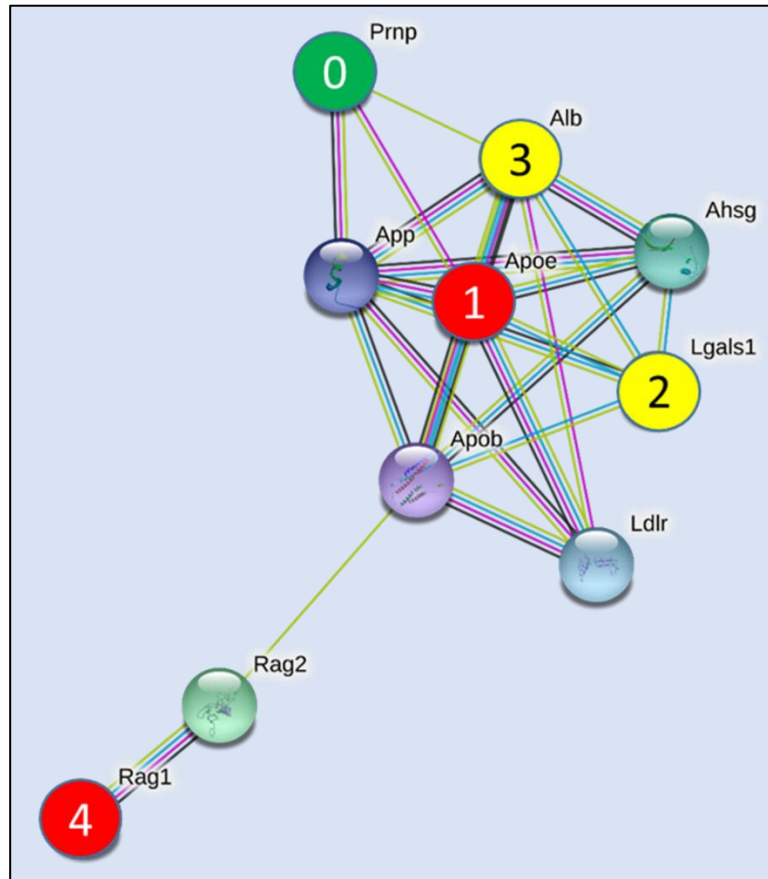 Prnp
0
Alb
3
Ahsg
App
Apoe
1
Lgals1
2
Apob
Ldlr
Rag2
Rag1
4